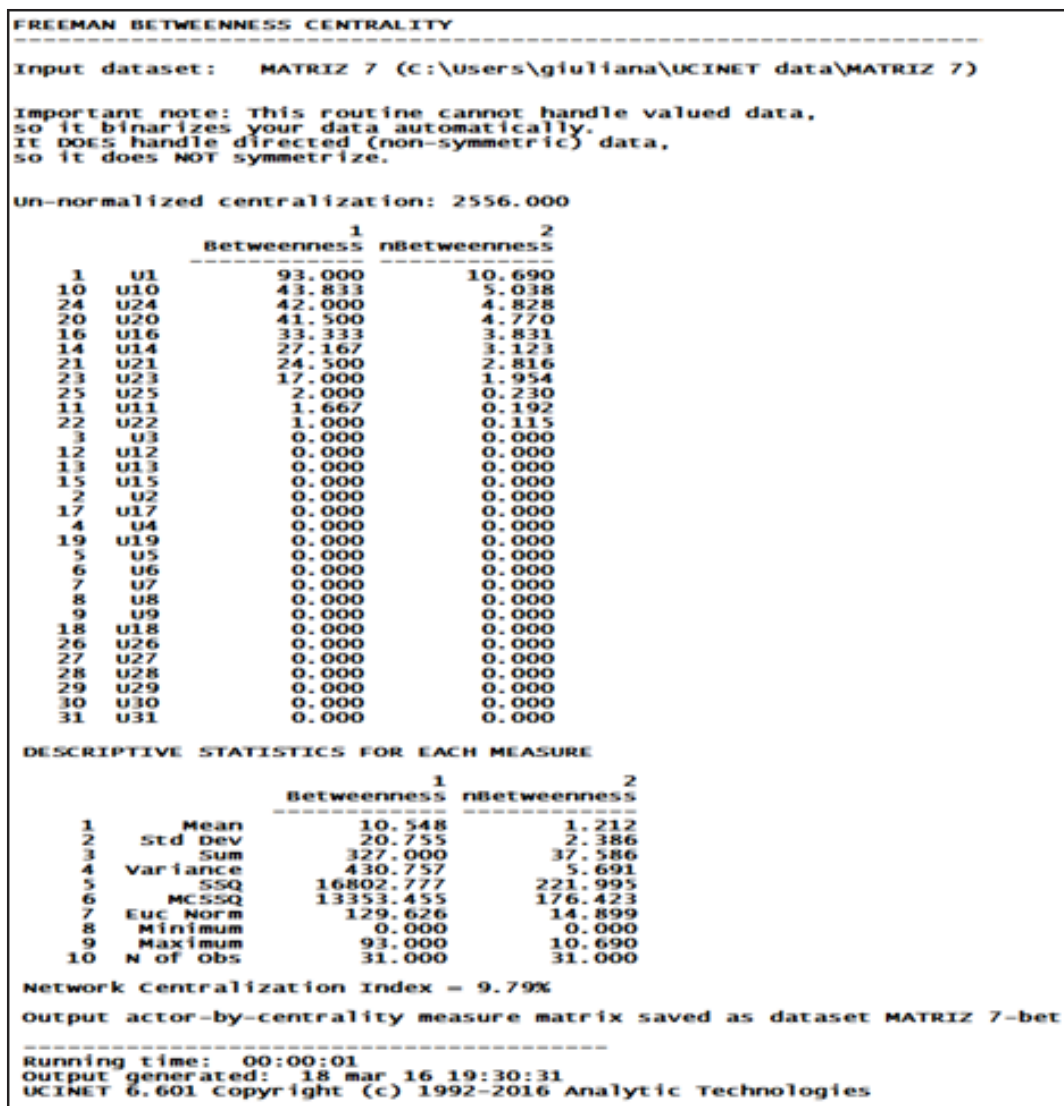 FREEMAN BETWEENNESS CENTRALITY
Input dataset: MATRIZ 7 (C:\Users\giuliana\UCINET data\MATRIZ 7)
Important note: This routine cannot handle valued data,
so it binarizes your data automatically.
It DOES handle directed (non-symmetric) data,
so it does NOT symmetrize.
Un-normalized centralization: 2556.000
1 2
Betweenness nBetweenness
1 U1 93.000 10.690
10 U10 43.833 5.038
24 U24 42.000 4.828
20 U20 41.500 4.770
16 U16 33.333 3.831
14 U14 27.167 3.123
21 U21 24.500 2.816
23 U23 17.000 1.954
25 U25 2.000 0.230
11 U11 1.667 0.192
22 U22 1.000 0.115
3 U3 0.000 0.000
12 U12 0.000 0.000
13 U13 0.000 0.000
15 U15 0.000 0.000
2 U2 0.000 0.000
17 U17 0.000 0.000
4 U4 0.000 0.000
19 U19 0.000 0.000
5 U5 0.000 0.000
6 U6 0.000 0.000
7 U7 0.000 0.000
8 U8 0.000 0.000
9 U9 0.000 0.000
18 U18 0.000 0.000
26 U26 0.000 0.000
27 U27 0.000 0.000
28 U28 0.000 0.000
29 U29 0.000 0.000
30 U30 0.000 0.000
31 U31 0.000 0.000
DESCRIPTIVE STATISTICS FOR EACH MEASURE
1 2
Betweenness nBetweenness
1 Mean 10.548 1.212
2 Std Dev 20.755 2.386
3 Sum 327.000 37.586
4 Variance 430.757 5.691
5 SSQ 16802.777 221.995
6 MCSSQ 13353.455 176.423
7 Euc Norm 129.626 14.899
8 Minimum 0.000 0.000
9 Maximum 93.000 10.690
10 N of Obs 31.000 31.000
Network Centralization Index = 9.79%
Output actor-by-centrality measure matrix saved as dataset MATRIZ 7-bet
Running time: 00:00:01
Output generated: 18 mar 16 19:30:31
UCINET 6.601 Copyright (c) 1992-2016 Analytic Technologies